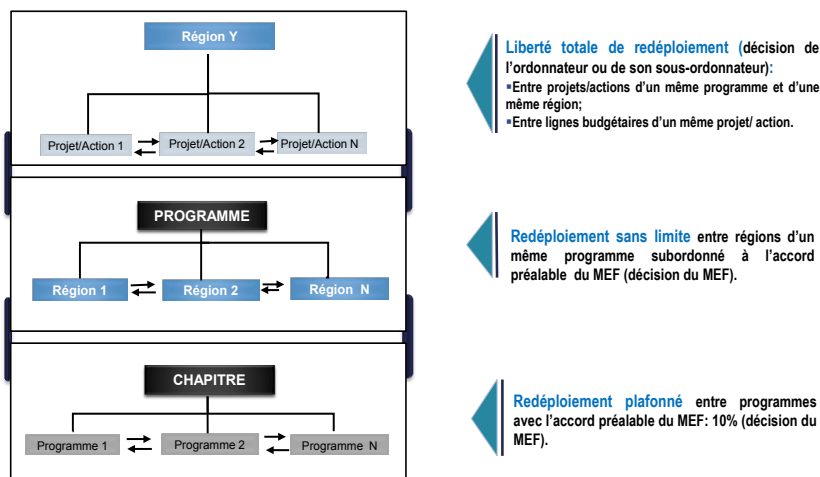 Région Y
Projet/Action 1
Projet/Action 2
Projet/Action N
Liberté totale de redéploiement (décision de
l'ordonnateur ou de son sous-ordonnateur):
▪Entre projets/actions d'un même programme et d'une
même région;
▪Entre lignes budgétaires d'un même projet/ action.
PROGRAMME
Région 1
Région 2
Région N
Redéploiement sans limite entre régions d'un
même programme subordonné à l'accord
préalable du MEF (décision du MEF).
CHAPITRE
Programme 1
Programme 2
Programme N
Redéploiement plafonné entre programmes
avec l'accord préalable du MEF: 10% (décision du
MEF).